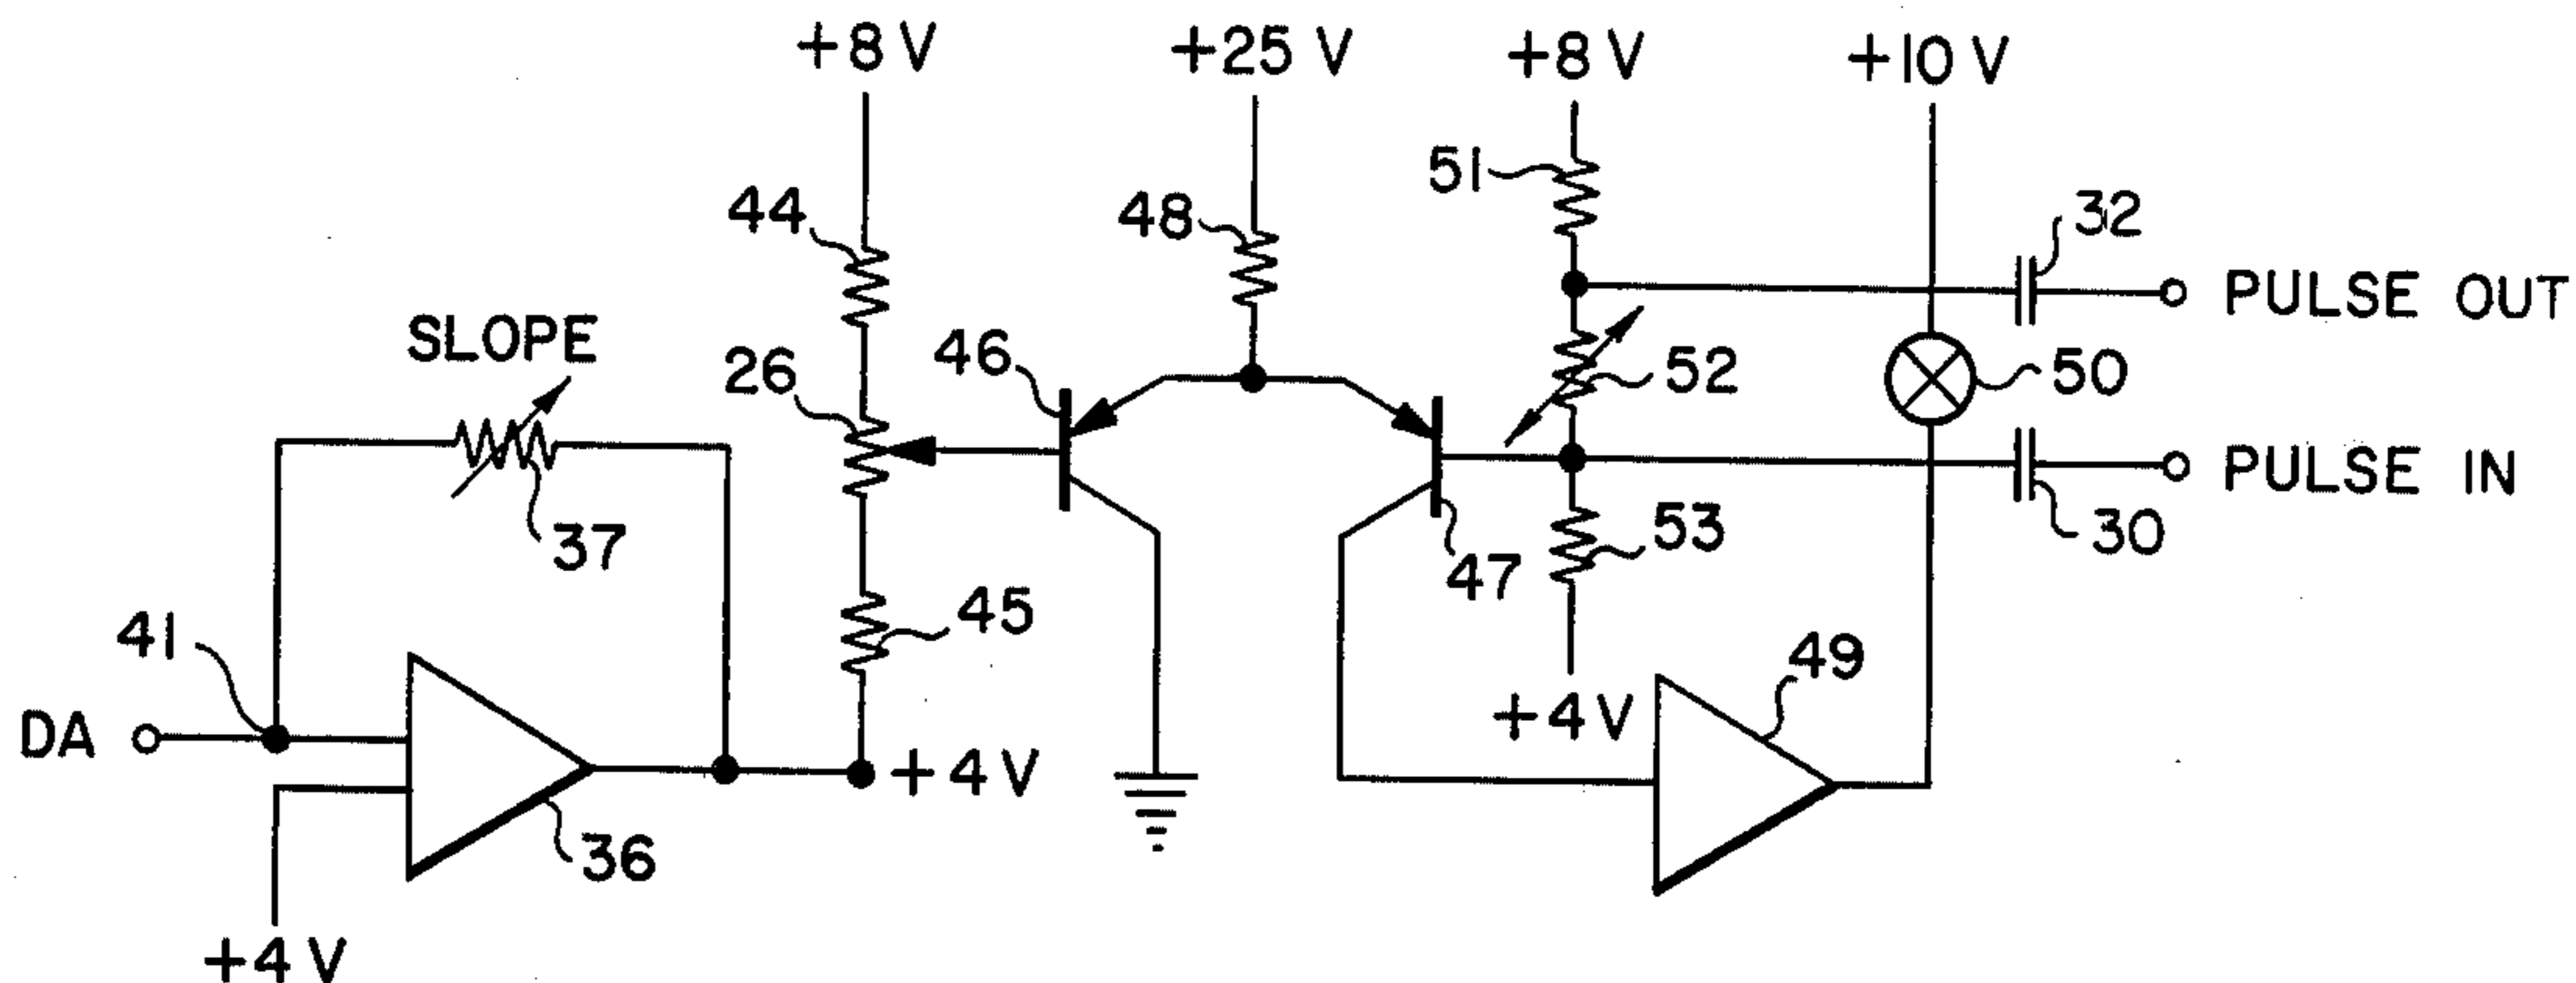 +8 V
+25 V
+8 V
+10 V
51
44
48
32
PULSE OUT
SLOPE
26
46
52
50
37
PULSE IN
53
30
47
45
41
49
DA
+4 V
+4 V
36
+4 V